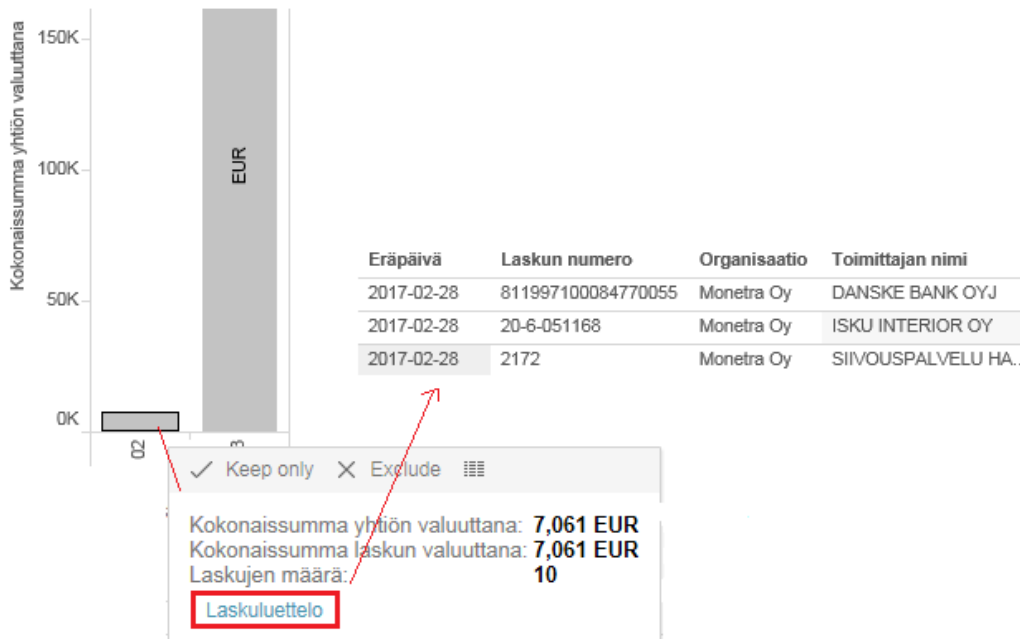 Kokonaissumma yhtiön valuuttana
150K
100K
50K
0K
EUR
02
Eräpäivä Laskun numero Organisaatio Toimittajan nimi
2017-02-28 811997100084770055 Monetra Oy DANSKE BANK OYJ
2017-02-28 20-6-051168 Monetra Oy ISKU INTERIOR OY
2017-02-28 2172 Monetra Oy SIIVOUSPALVELU HA..
Keep only Exclude
Kokonaissumma yhtiön valuuttana: 7,061 EUR
Kokonaissumma laskun valuuttana: 7,061 EUR
Laskujen määrä: 10
Laskuluettelo